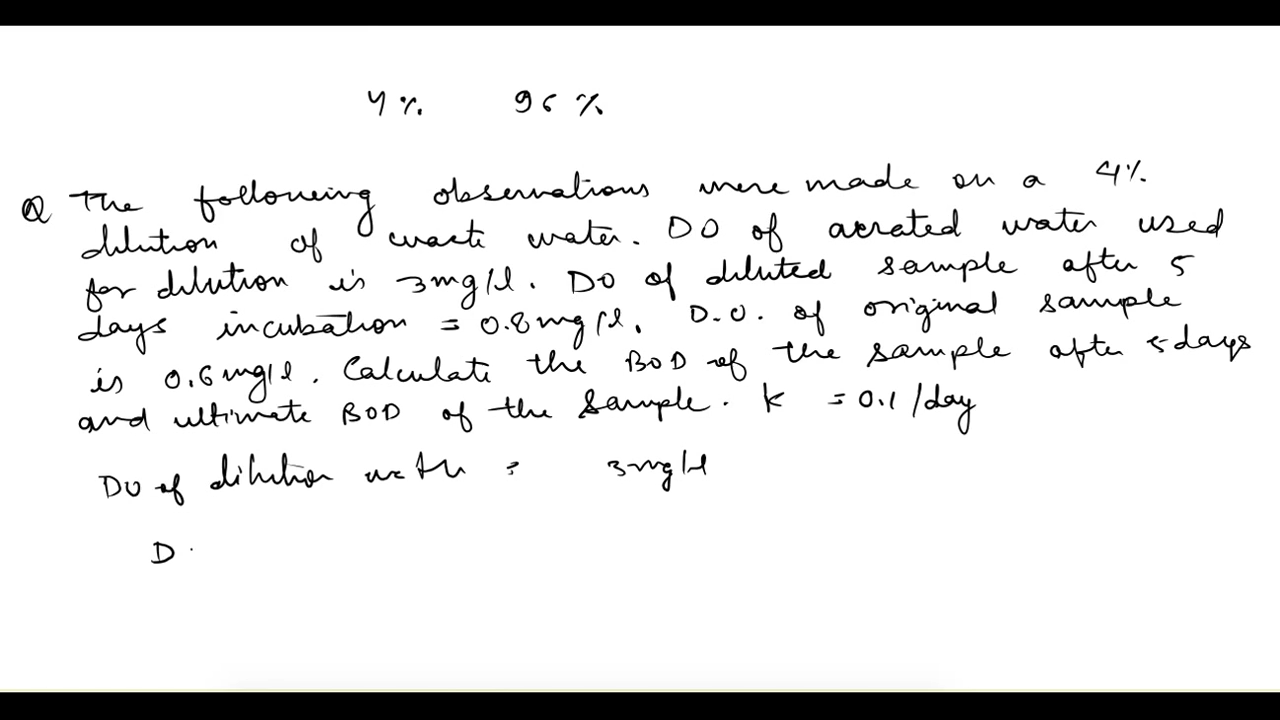 4% 96%
Q The following observations were made on a 4%
dilution of waste water. DO of aerated water used
for dilution is 3mg/l. DO of diluted sample after 5
days incubation = 0.8mg/l. D.O. of original sample
is 0.6mg/l. Calculate the BOD of the sample after 5days
and ultimate BOD of the sample. k = 0.1/day
DO of dilution 3mg/l
D